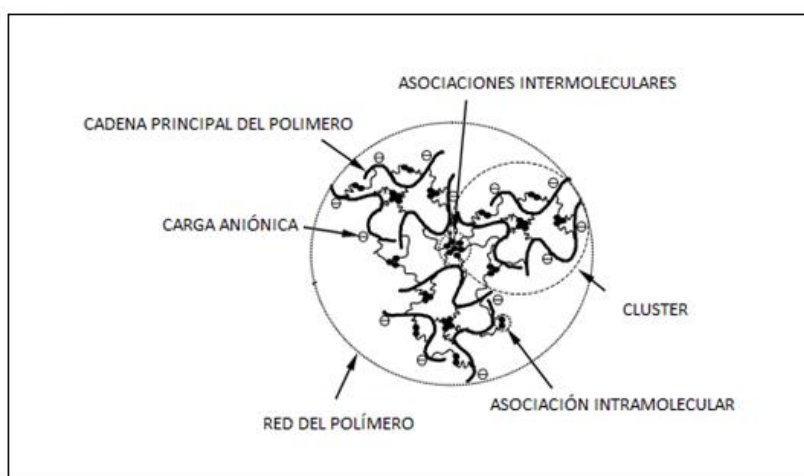 ASOCIACIONES INTERMOLECULARES
CADENA PRINCIPAL DEL POLIMERO
CARGA ANIÓNICA
CLUSTER
ASOCIACIÓN INTRAMOLECULAR
RED DEL POLÍMERO